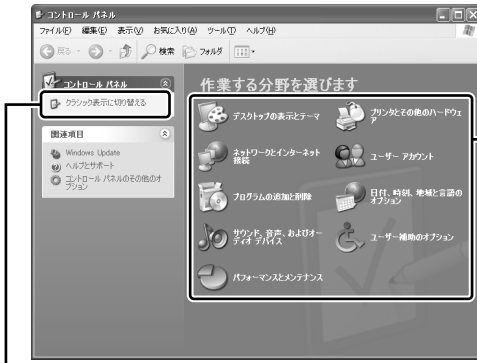 コントロール パネル
ファイル(F) 編集(E) 表示(V) お気に入り(A) ツール(T) ヘルプ(H)
戻る 検索 フォルダ
コントロール パネル
クラシック表示に切り替える
関連項目
Windows Update
ヘルプとサポート
コントロール パネルのその他のオ
プション
作業する分野を選びます
デスクトップの表示とテーマ
プリンタとその他のハードウェ
ア
ネットワークとインターネット
接続
ユーザー アカウント
プログラムの追加と削除
日付、時刻、地域と言語の
オプション
サウンド、音声、およびオー
ディオ デバイス
ユーザー補助のオプション
パフォーマンスとメンテナンス